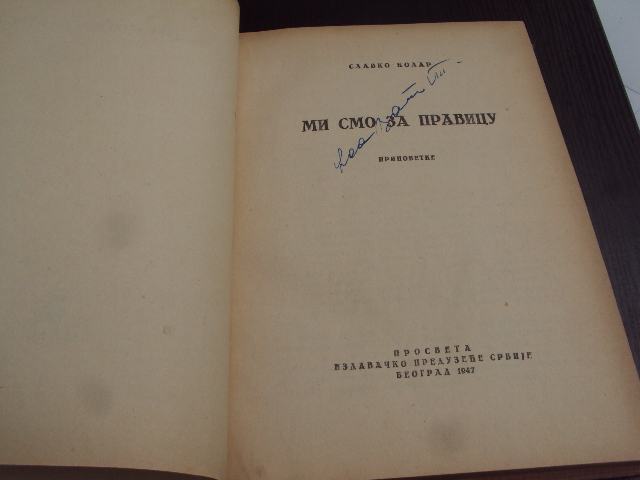 СЛАВКО КОЛАР
МИ СМО ЗА ПРАВИЦУ
ПРИПОВЕТКЕ
ПРОСВЕТА
ИЗДАВАЧКО ПРЕДУЗЕЋЕ СРБИЈЕ
БЕОГРАД 1947